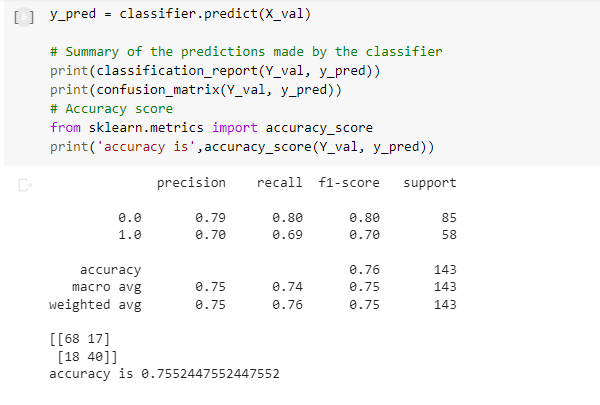 y_pred = classifier.predict(X_val)
# Summary of the predictions made by the classifier
print(classification_report(Y_val, y_pred))
print(confusion_matrix(Y_val, y_pred))
# Accuracy score
from sklearn.metrics import accuracy_score
print('accuracy is',accuracy_score(Y_val, y_pred))
precision recall f1-score support
0.0 0.79 0.80 0.80 85
1.0 0.70 0.69 0.70 58
accuracy 0.76 143
macro avg 0.75 0.74 0.75 143
weighted avg 0.75 0.76 0.75 143
[[68 17]
[18 40]]
accuracy is 0.7552447552447552